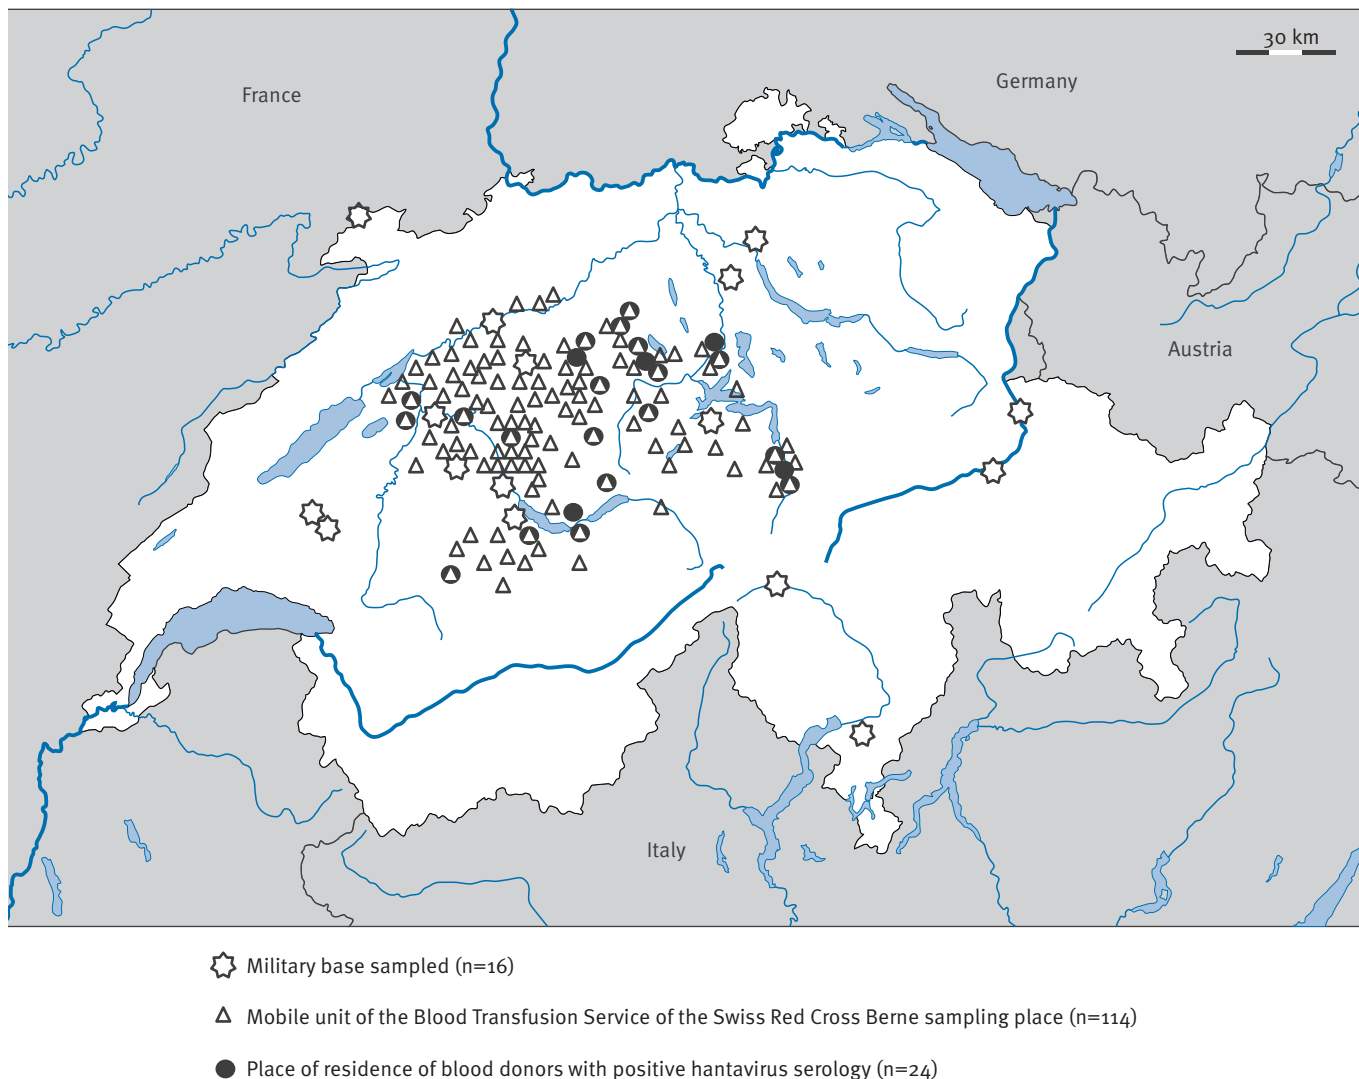 30 km
France
Germany
Austria
Italy
Military base sampled (n=16)
Mobile unit of the Blood Transfusion Service of the Swiss Red Cross Berne sampling place (n=114)
Place of residence of blood donors with positive hantavirus serology (n=24)